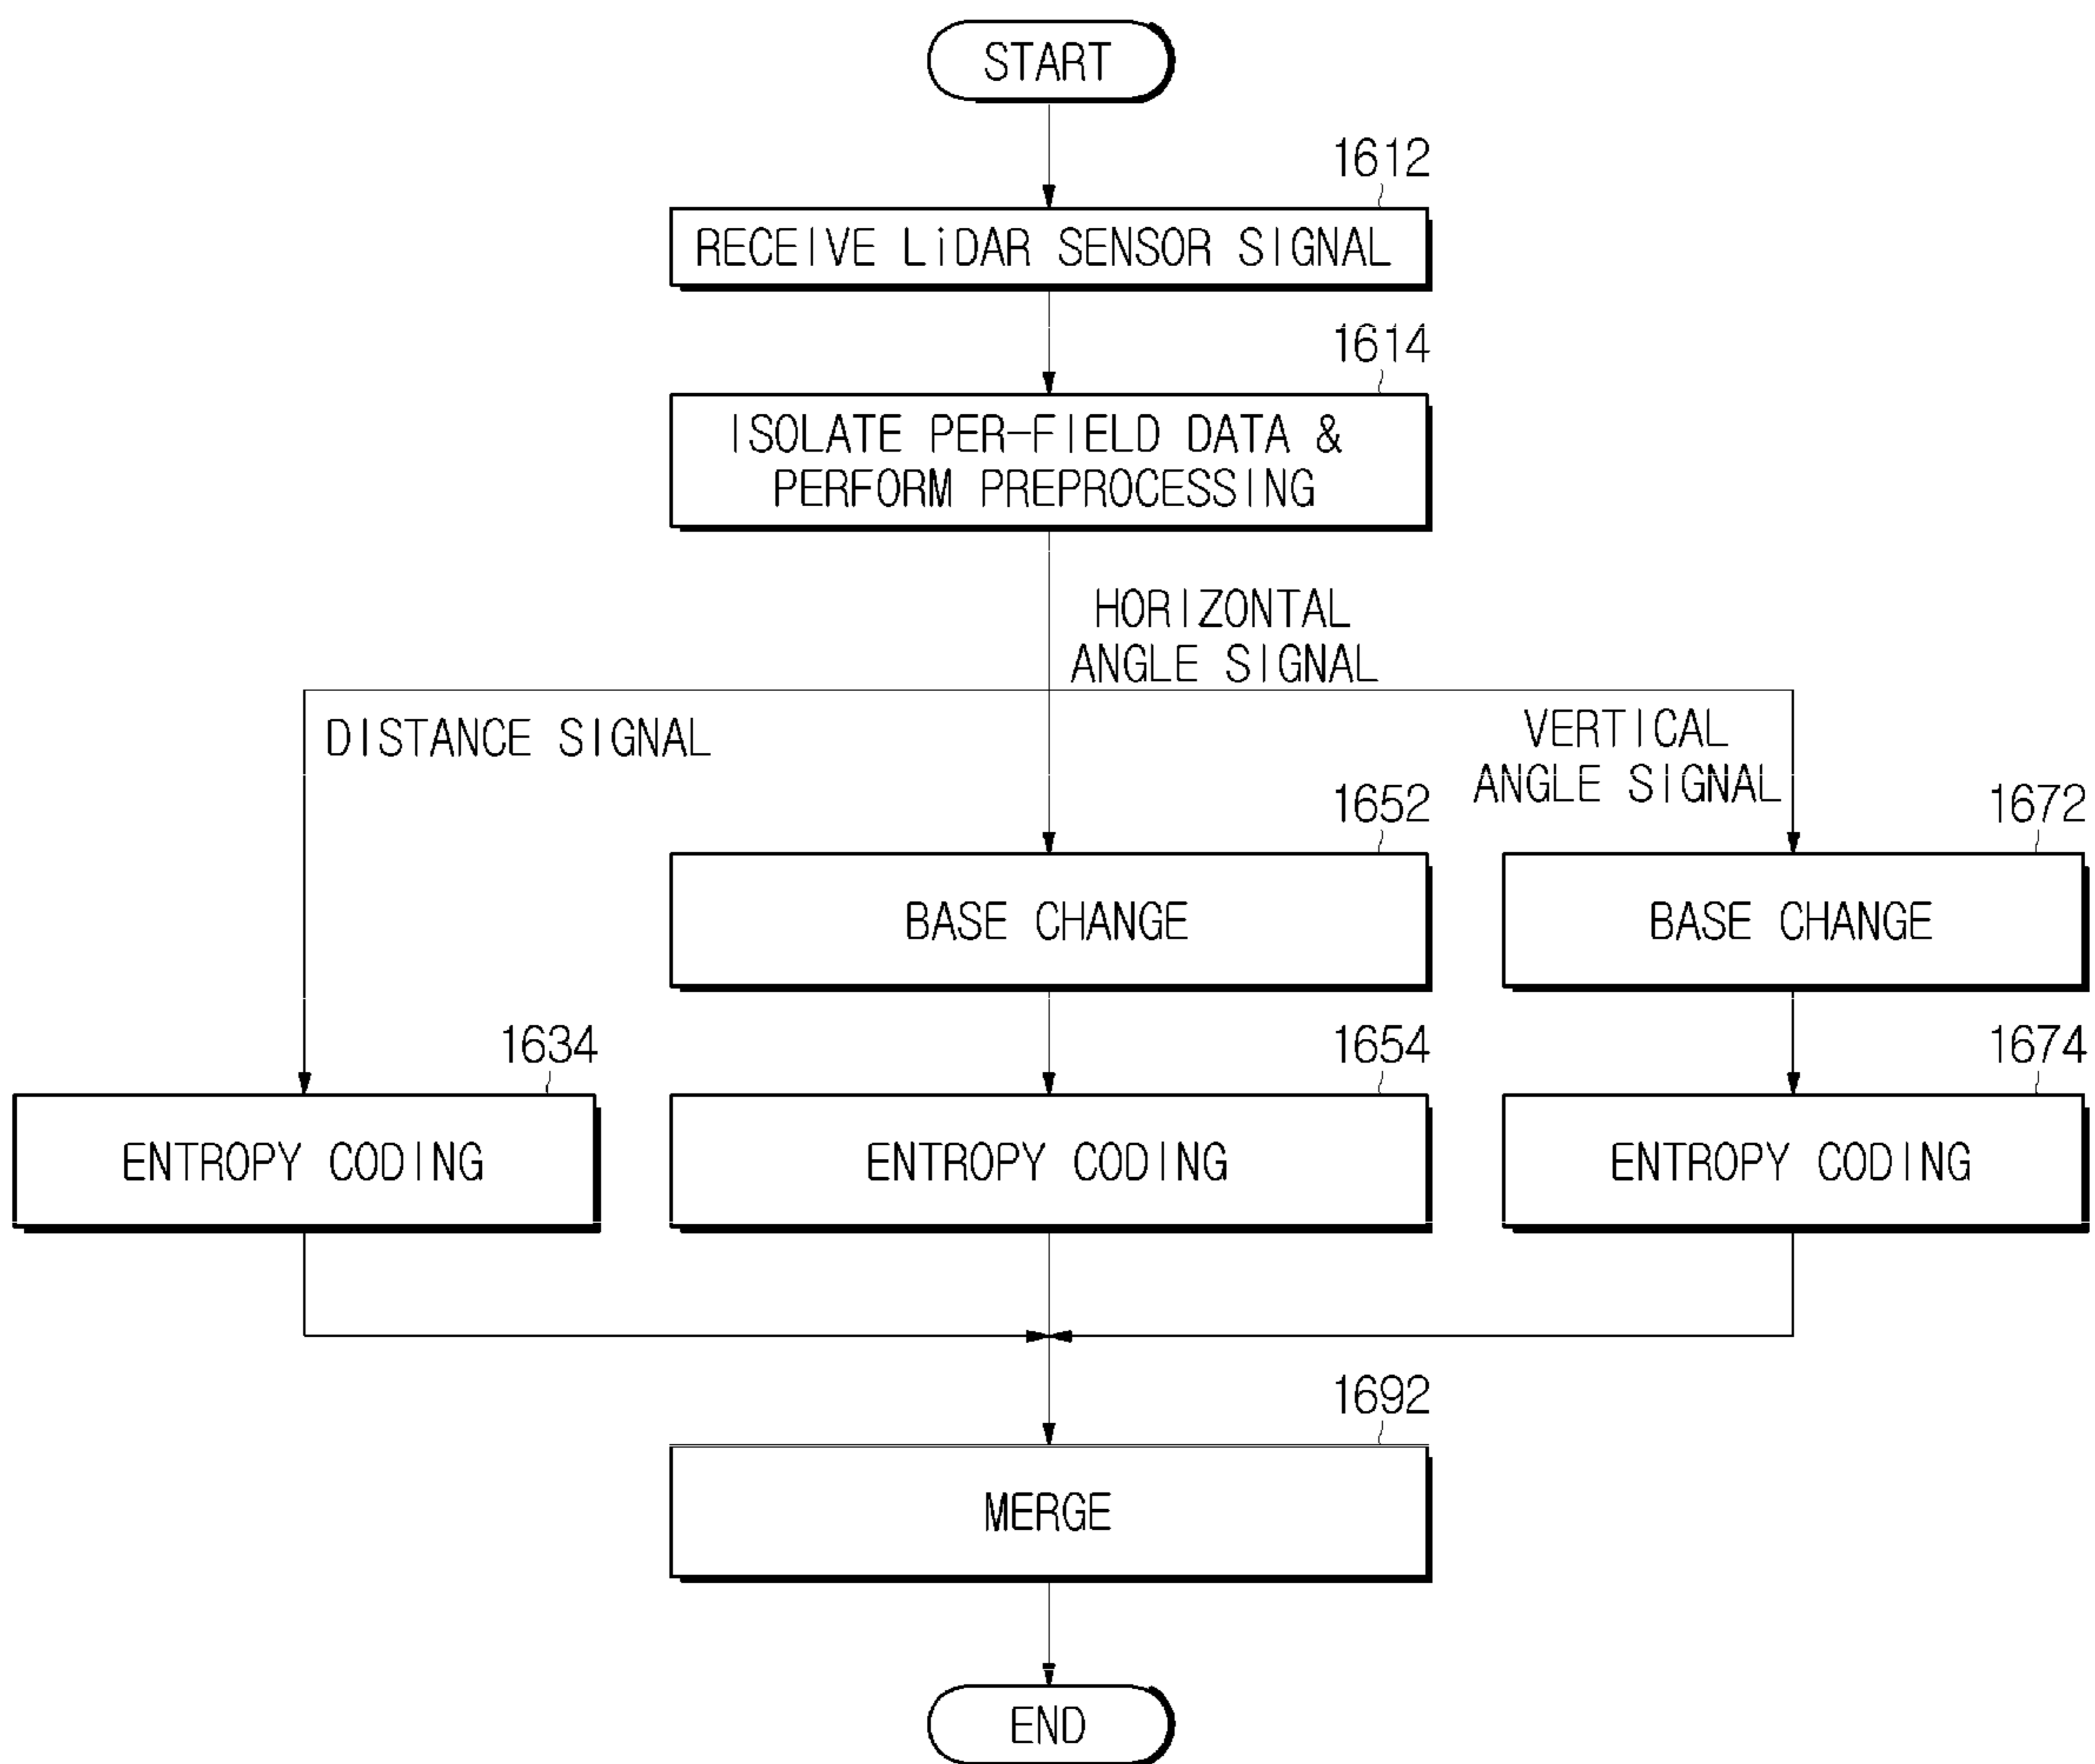 START
1612
RECEIVE LiDAR SENSOR SIGNAL
1614
ISOLATE PER-FIELD DATA &
PERFORM PREPROCESSING
HORIZONTAL
ANGLE SIGNAL
DISTANCE SIGNAL
VERTICAL
ANGLE SIGNAL
1652
BASE CHANGE
1672
BASE CHANGE
1634
ENTROPY CODING
1654
ENTROPY CODING
1674
ENTROPY CODING
1692
MERGE
END